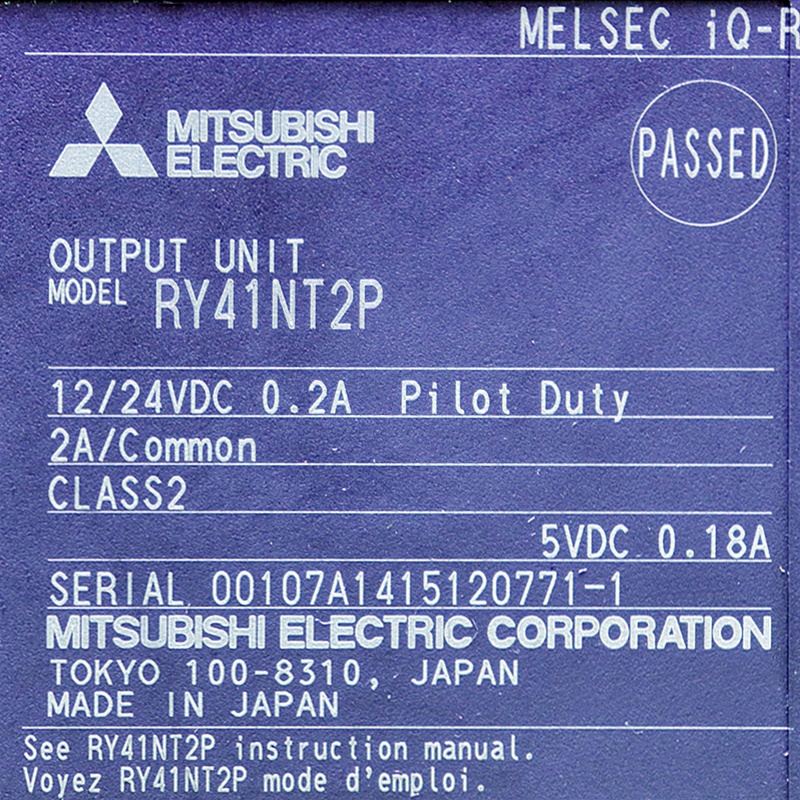 MELSEC iQ-R
MITSUBISHI
ELECTRIC
PASSED
OUTPUT UNIT
MODEL RY41NT2P
12/24VDC 0.2A Pilot Duty
2A/Common
CLASS2
5VDC 0.18A
SERIAL 00107A1415120771-1
MITSUBISHI ELECTRIC CORPORATION
TOKYO 100-8310, JAPAN
MADE IN JAPAN
See RY41NT2P instruction manual.
Voyez RY41NT2P mode d'emploi.